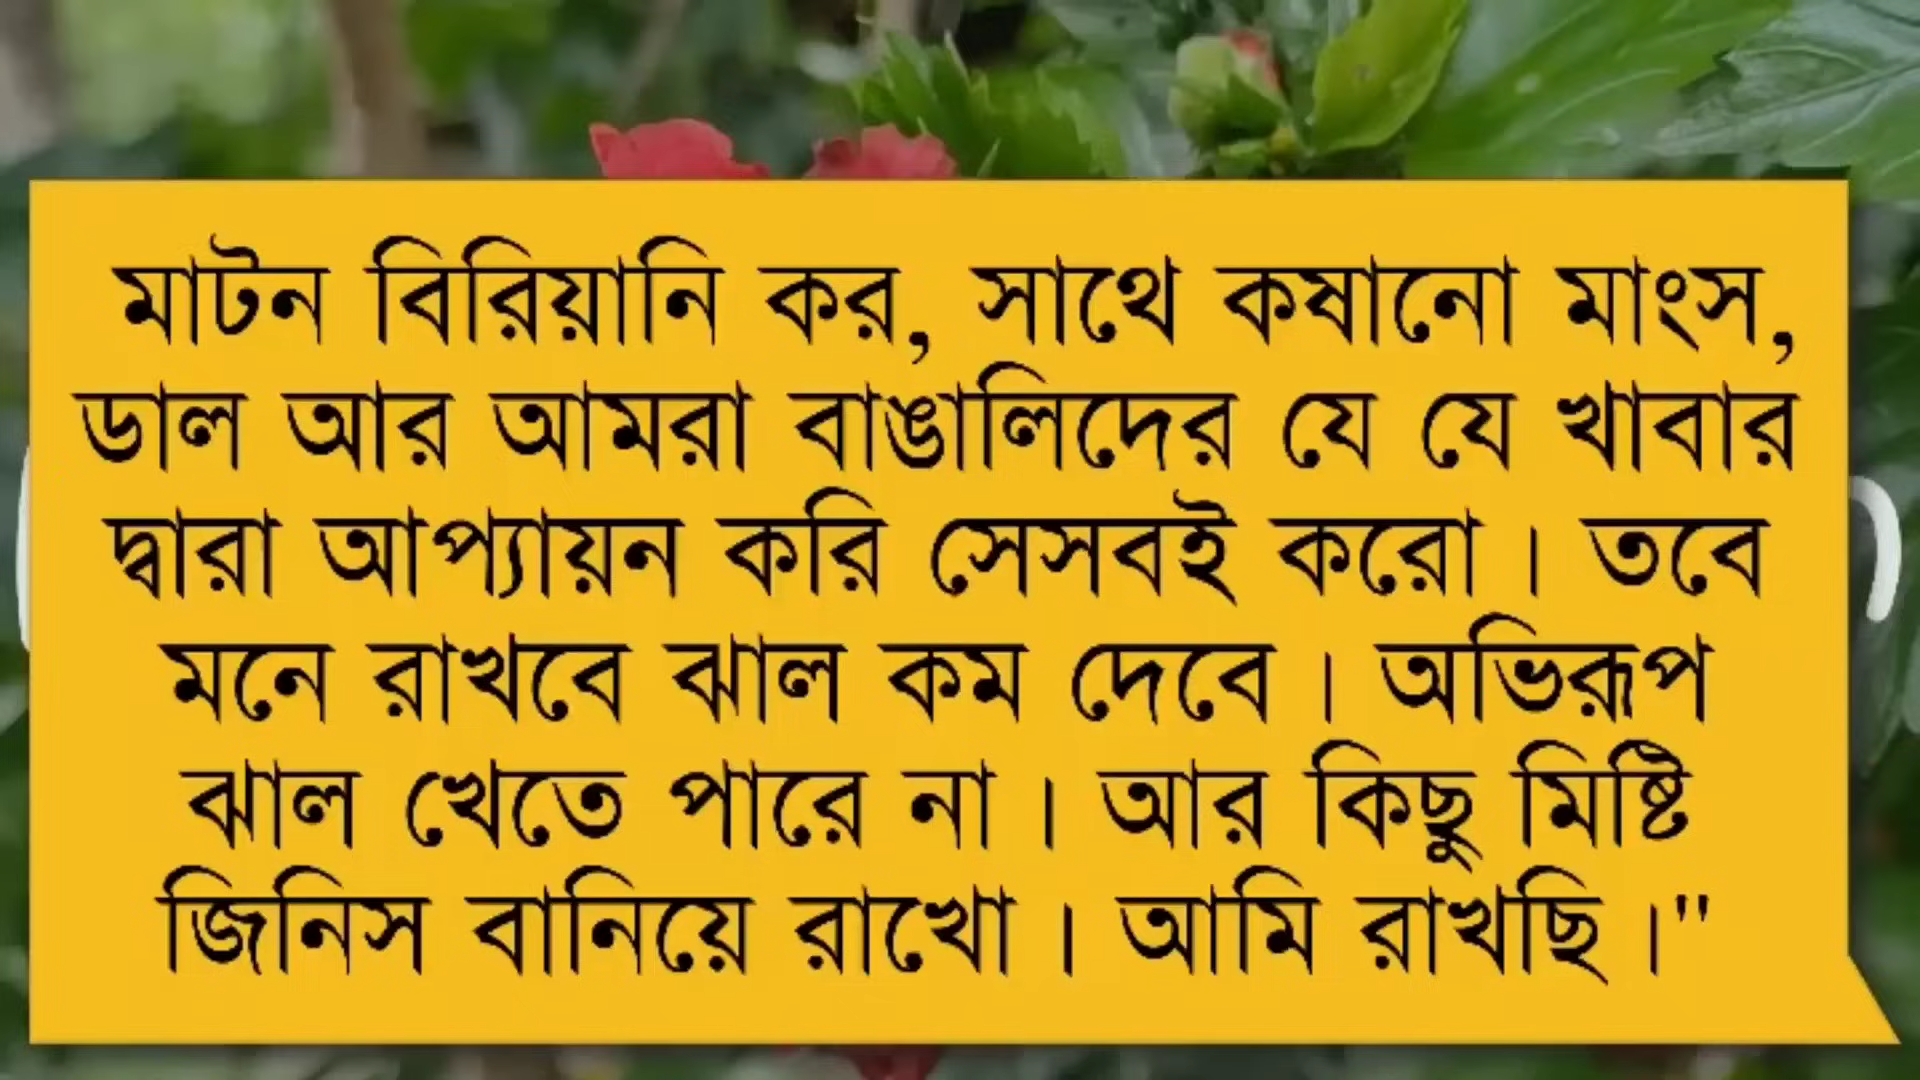 মাটন বিরিয়ানি কর, সাথে কষানো মাংস,
ডাল আর আমরা বাঙালিদের যে যে খাবার
দ্বারা আপ্যায়ন করি সেসবই করো। তবে
মনে রাখবে ঝাল কম দেবে। অভিরূপ
ঝাল খেতে পারে না। আর কিছু মিষ্টি
জিনিস বানিয়ে রাখো। আমি রাখছি।"